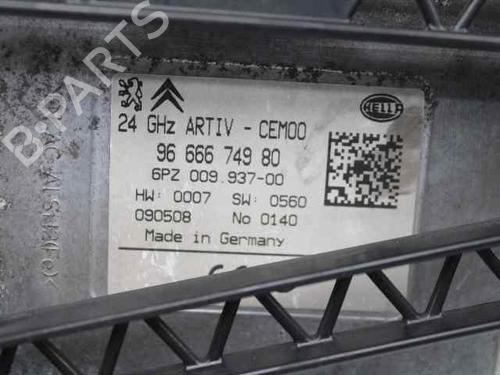 B-PARTS
HELLA
24 GHz ARTIV - CEM00
96 666 749 80
6PZ 009.937-00
HW: 0007 SW: 0560
090508 No 0140
Made in Germany